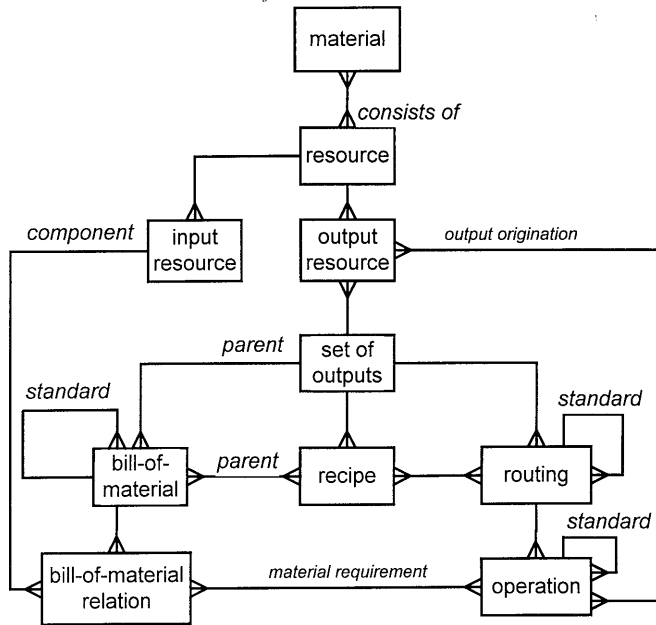 material
consists of
resource
component
input
resource
output
resource
output origination
parent
set of
outputs
standard
standard
bill-of-
material
parent
recipe
routing
standard
bill-of-material
relation
material requirement
operation